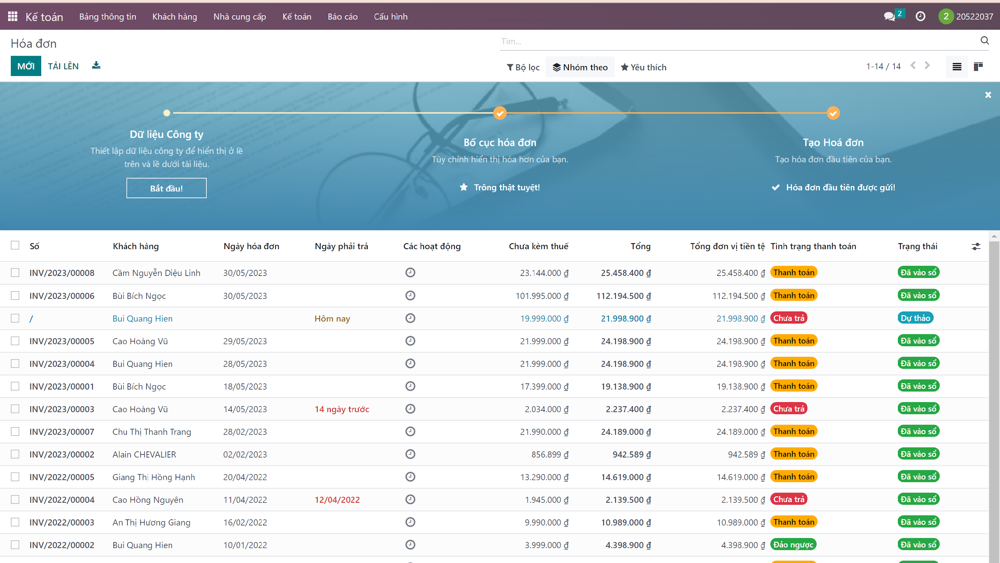 Kế toán Bảng thông tin Khách hàng Nhà cung cấp Kế toán Báo cáo Cấu hình 2 2 20522037
Hóa đơn Tìm...
MỚI TẢI LÊN Bộ lọc Nhóm theo Yêu thích 1-14 / 14
Dữ liệu Công ty
Thiết lập dữ liệu công ty để hiển thị ở lề
trên và lề dưới tài liệu.
Bắt đầu!
Bố cục hóa đơn
Tùy chỉnh hiển thị hóa hơn của bạn.
Trông thật tuyệt!
Tạo Hoá đơn
Tạo hóa đơn đầu tiên của bạn.
Hóa đơn đầu tiên được gửi!
Số Khách hàng Ngày hóa đơn Ngày phải trả Các hoạt động Chưa kèm thuế Tổng Tổng đơn vị tiền tệ Tình trạng thanh toán Trạng thái
INV/2023/00008 Cầm Nguyễn Diệu Linh 30/05/2023 23.144.000 ₫ 25.458.400 ₫ 25.458.400 ₫ Thanh toán Đã vào sổ
INV/2023/00006 Bùi Bích Ngọc 30/05/2023 101.995.000 ₫ 112.194.500 ₫ 112.194.500 ₫ Thanh toán Đã vào sổ
/ Bui Quang Hien Hôm nay 19.999.000 ₫ 21.998.900 ₫ 21.998.900 ₫ Chưa trả Dự thảo
INV/2023/00005 Cao Hoàng Vũ 29/05/2023 21.999.000 ₫ 24.198.900 ₫ 24.198.900 ₫ Thanh toán Đã vào sổ
INV/2023/00004 Bui Quang Hien 28/05/2023 21.999.000 ₫ 24.198.900 ₫ 24.198.900 ₫ Thanh toán Đã vào sổ
INV/2023/00001 Bùi Bích Ngọc 18/05/2023 17.399.000 ₫ 19.138.900 ₫ 19.138.900 ₫ Thanh toán Đã vào sổ
INV/2023/00003 Cao Hoàng Vũ 14/05/2023 14 ngày trước 2.034.000 ₫ 2.237.400 ₫ 2.237.400 ₫ Chưa trả Đã vào sổ
INV/2023/00007 Chu Thị Thanh Trang 28/02/2023 21.990.000 ₫ 24.189.000 ₫ 24.189.000 ₫ Thanh toán Đã vào sổ
INV/2023/00002 Alain CHEVALIER 02/02/2023 856.899 ₫ 942.589 ₫ 942.589 ₫ Thanh toán Đã vào sổ
INV/2022/00005 Giang Thị Hồng Hạnh 20/04/2022 13.290.000 ₫ 14.619.000 ₫ 14.619.000 ₫ Thanh toán Đã vào sổ
INV/2022/00004 Cao Hồng Nguyên 11/04/2022 12/04/2022 1.945.000 ₫ 2.139.500 ₫ 2.139.500 ₫ Chưa trả Đã vào sổ
INV/2022/00003 An Thị Hương Giang 16/02/2022 9.990.000 ₫ 10.989.000 ₫ 10.989.000 ₫ Thanh toán Đã vào sổ
INV/2022/00002 Bui Quang Hien 10/01/2022 3.999.000 ₫ 4.398.900 ₫ 4.398.900 ₫ Đảo ngược Đã vào sổ